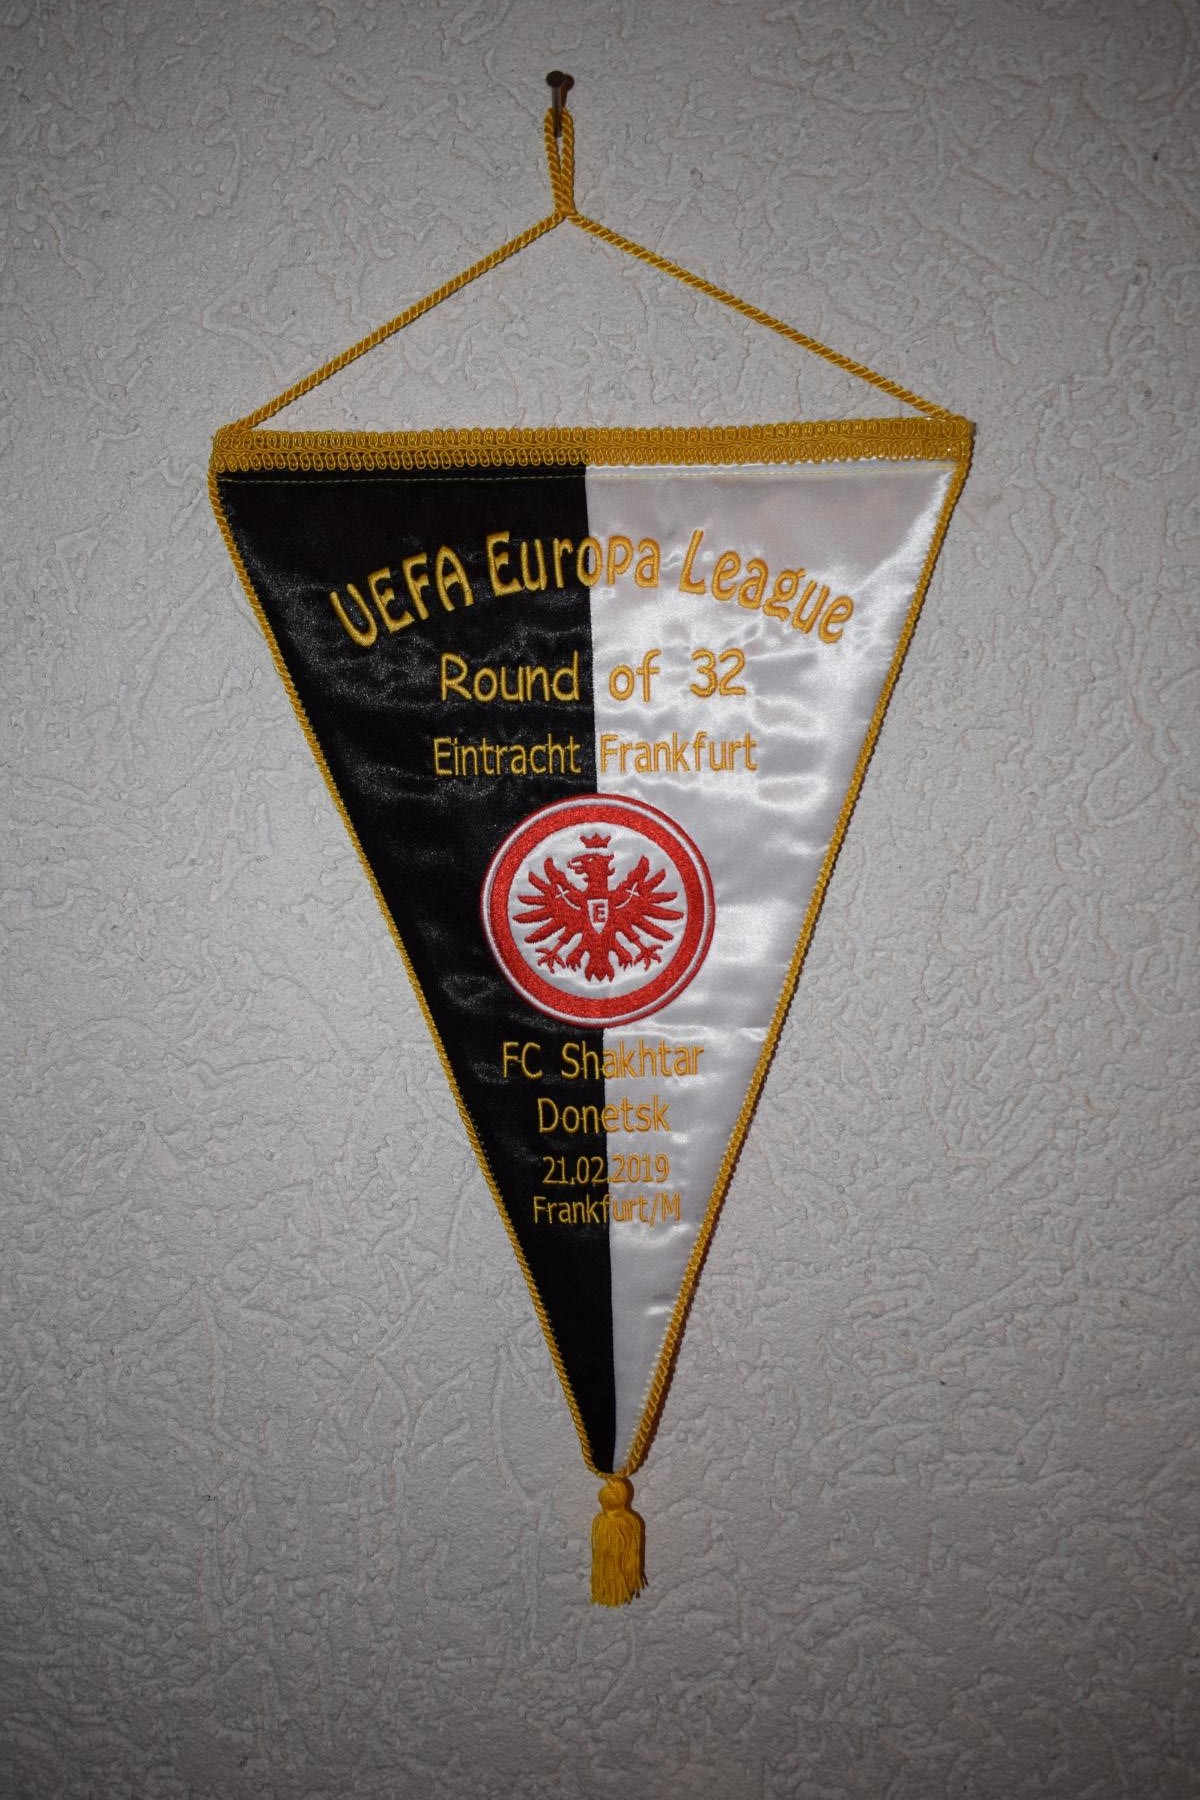 UEFA Europa League
Round of 32
Eintracht Frankfurt
E
FC Shakhtar
Donetsk
21.02.2019
Frankfurt/M